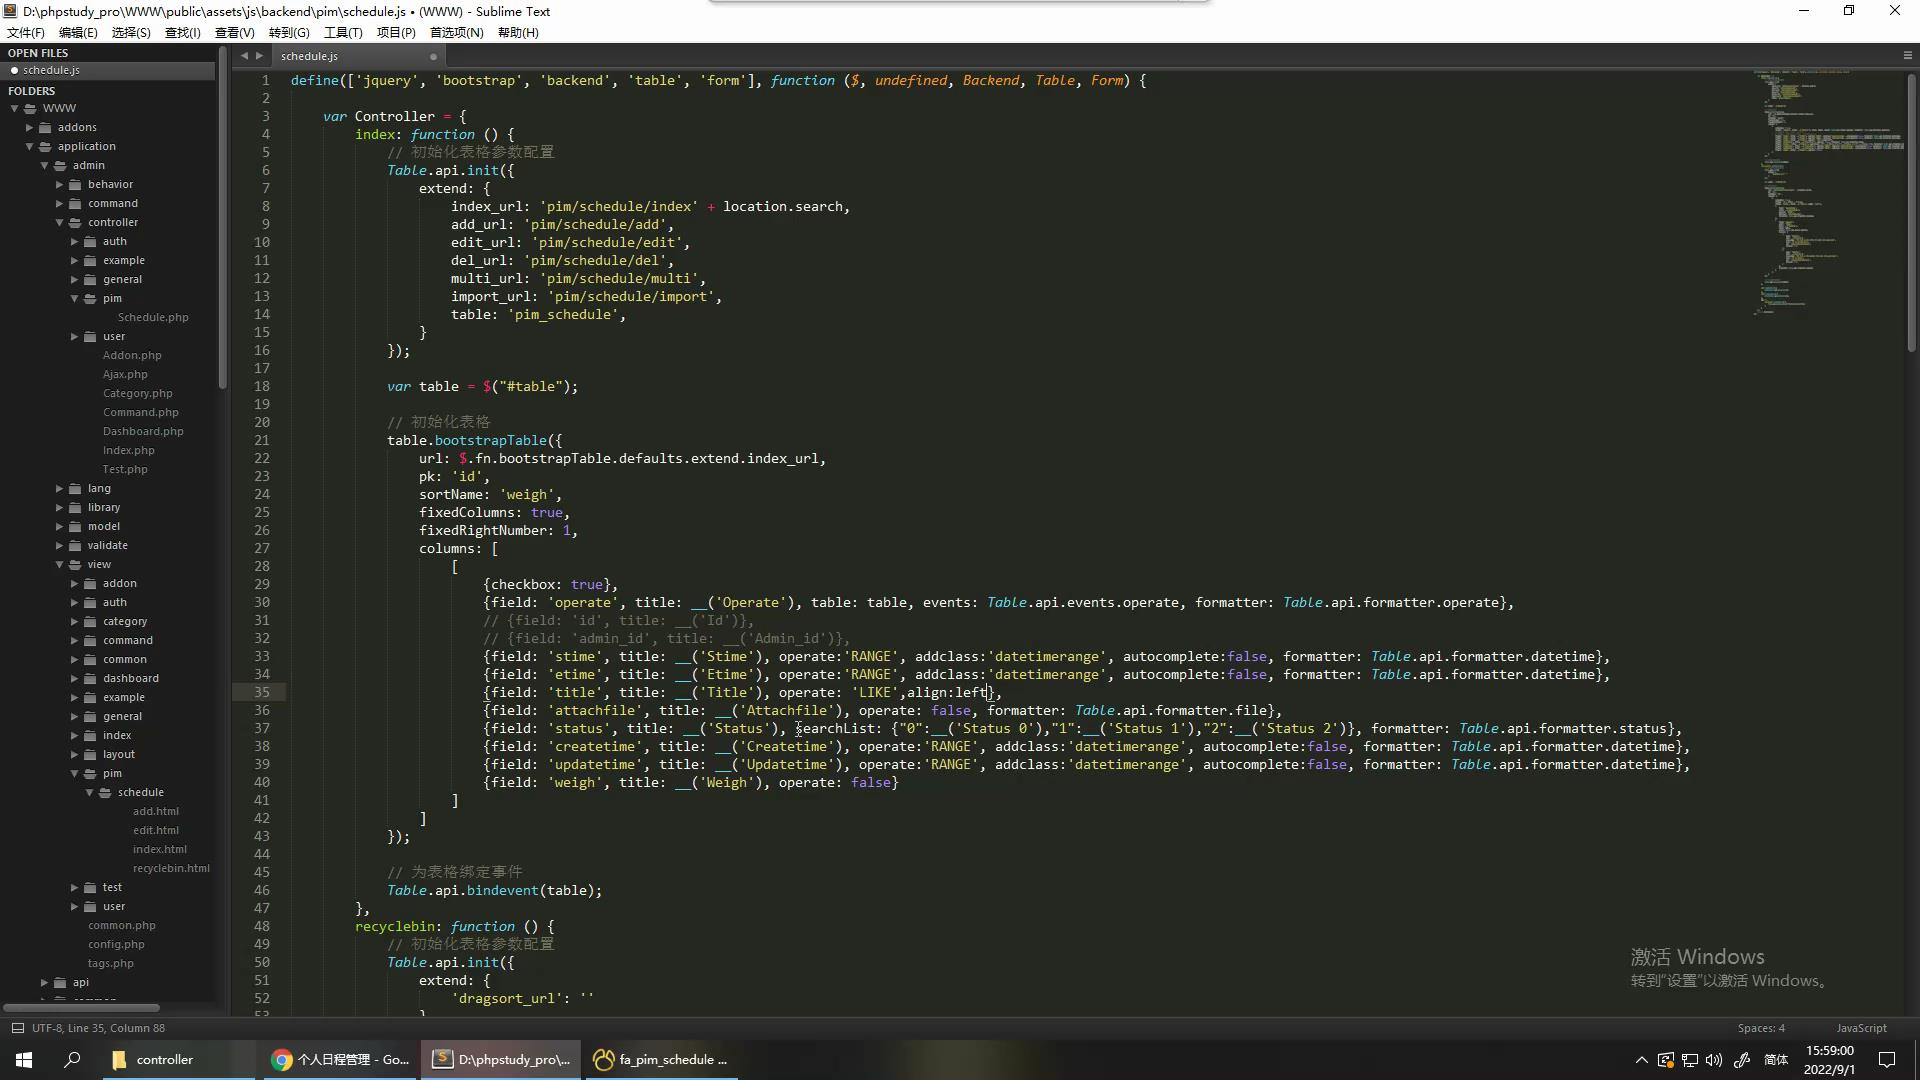 D:\phpstudy_pro\WWW\public\assets\js\backend\pim\schedule.js • (WWW) - Sublime Text
文件(F) 编辑(E) 选择(S) 查找(I) 查看(V) 转到(G) 工具(T) 项目(P) 首选项(N) 帮助(H)
OPEN FILES
schedule.js
FOLDERS
WWW
addons
application
admin
behavior
command
controller
auth
example
general
pim
Schedule.php
user
Addon.php
Ajax.php
Category.php
Command.php
Dashboard.php
Index.php
Test.php
lang
library
model
validate
view
addon
auth
category
command
common
dashboard
example
general
index
layout
pim
schedule
add.html
edit.html
index.html
recyclebin.html
test
user
common.php
config.php
tags.php
api
schedule.js
1 define(['jquery', 'bootstrap', 'backend', 'table', 'form'], function ($, undefined, Backend, Table, Form) {
2
3 var Controller = {
4 index: function () {
5 // 初始化表格参数配置
6 Table.api.init({
7 extend: {
8 index_url: 'pim/schedule/index' + location.search,
9 add_url: 'pim/schedule/add',
10 edit_url: 'pim/schedule/edit',
11 del_url: 'pim/schedule/del',
12 multi_url: 'pim/schedule/multi',
13 import_url: 'pim/schedule/import',
14 table: 'pim_schedule',
15 }
16 });
17
18 var table = $("#table");
19
20 // 初始化表格
21 table.bootstrapTable({
22 url: $.fn.bootstrapTable.defaults.extend.index_url,
23 pk: 'id',
24 sortName: 'weigh',
25 fixedColumns: true,
26 fixedRightNumber: 1,
27 columns: [
28 [
29 {checkbox: true},
30 {field: 'operate', title: __('Operate'), table: table, events: Table.api.events.operate, formatter: Table.api.formatter.operate},
31 // {field: 'id', title: __('Id')},
32 // {field: 'admin_id', title: __('Admin_id')},
33 {field: 'stime', title: __('Stime'), operate:'RANGE', addclass:'datetimerange', autocomplete:false, formatter: Table.api.formatter.datetime},
34 {field: 'etime', title: __('Etime'), operate:'RANGE', addclass:'datetimerange', autocomplete:false, formatter: Table.api.formatter.datetime},
35 {field: 'title', title: __('Title'), operate: 'LIKE',align:left},
36 {field: 'attachfile', title: __('Attachfile'), operate: false, formatter: Table.api.formatter.file},
37 {field: 'status', title: __('Status'), searchList: {"0":__('Status 0'),"1":__('Status 1'),"2":__('Status 2')}, formatter: Table.api.formatter.status},
38 {field: 'createtime', title: __('Createtime'), operate:'RANGE', addclass:'datetimerange', autocomplete:false, formatter: Table.api.formatter.datetime},
39 {field: 'updatetime', title: __('Updatetime'), operate:'RANGE', addclass:'datetimerange', autocomplete:false, formatter: Table.api.formatter.datetime},
40 {field: 'weigh', title: __('Weigh'), operate: false}
41 ]
42 ]
43 });
44
45 // 为表格绑定事件
46 Table.api.bindevent(table);
47 },
48 recyclebin: function () {
49 // 初始化表格参数配置
50 Table.api.init({
51 extend: {
52 'dragsort_url': ''
53 }
激活 Windows
转到“设置”以激活 Windows。
UTF-8, Line 35, Column 88
Spaces: 4
JavaScript
controller
个人日程管理 - Go...
D:\phpstudy_pro\...
fa_pim_schedule ...
简体
15:59:00
2022/9/1